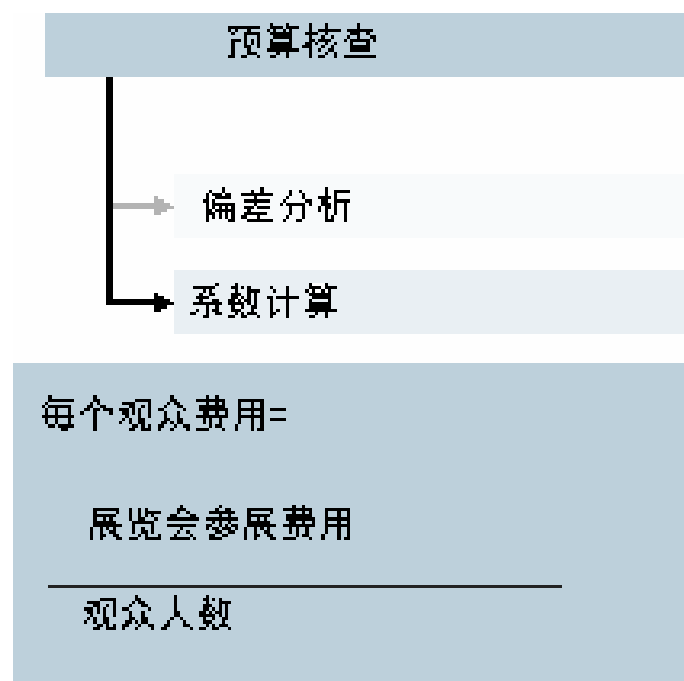 预算核查
偏差分析
系数计算
每个观众费用=
展览会参展费用
观众人数